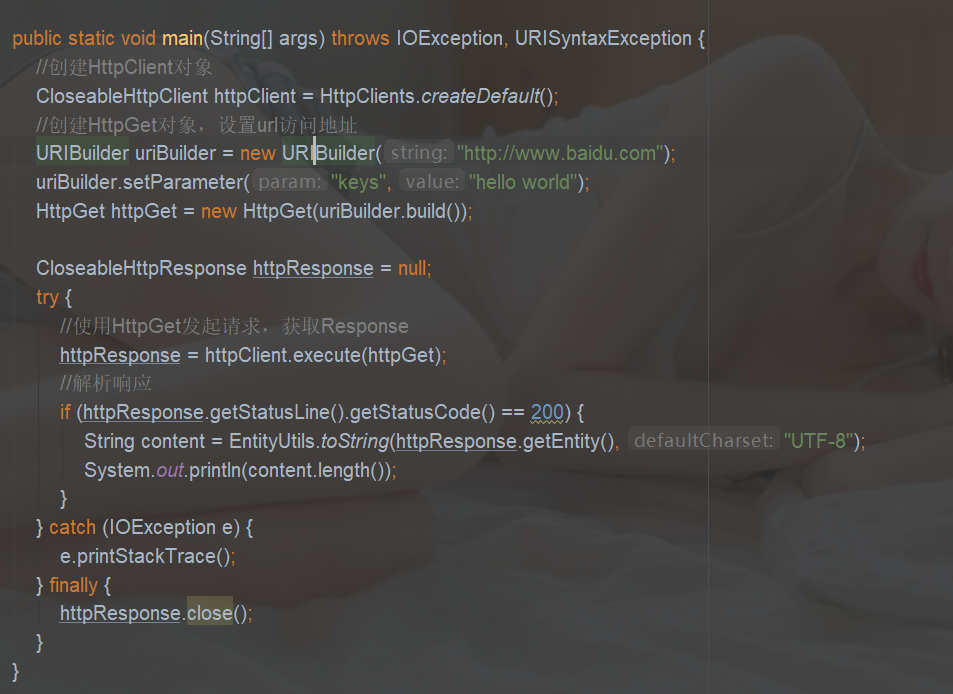 public static void main(String[] args) throws IOException, URISyntaxException {
//创建HttpClient对象
CloseableHttpClient httpClient = HttpClients.createDefault();
//创建HttpGet对象，设置url访问地址
URIBuilder uriBuilder = new URIBuilder( string: "http://www.baidu.com");
uriBuilder.setParameter( param: "keys", value: "hello world");
HttpGet httpGet = new HttpGet(uriBuilder.build());
CloseableHttpResponse httpResponse = null;
try {
//使用HttpGet发起请求，获取Response
httpResponse = httpClient.execute(httpGet);
//解析响应
if (httpResponse.getStatusLine().getStatusCode() == 200) {
String content = EntityUtils.toString(httpResponse.getEntity(), defaultCharset: "UTF-8");
System.out.println(content.length());
}
} catch (IOException e) {
e.printStackTrace();
} finally {
httpResponse.close();
}
}